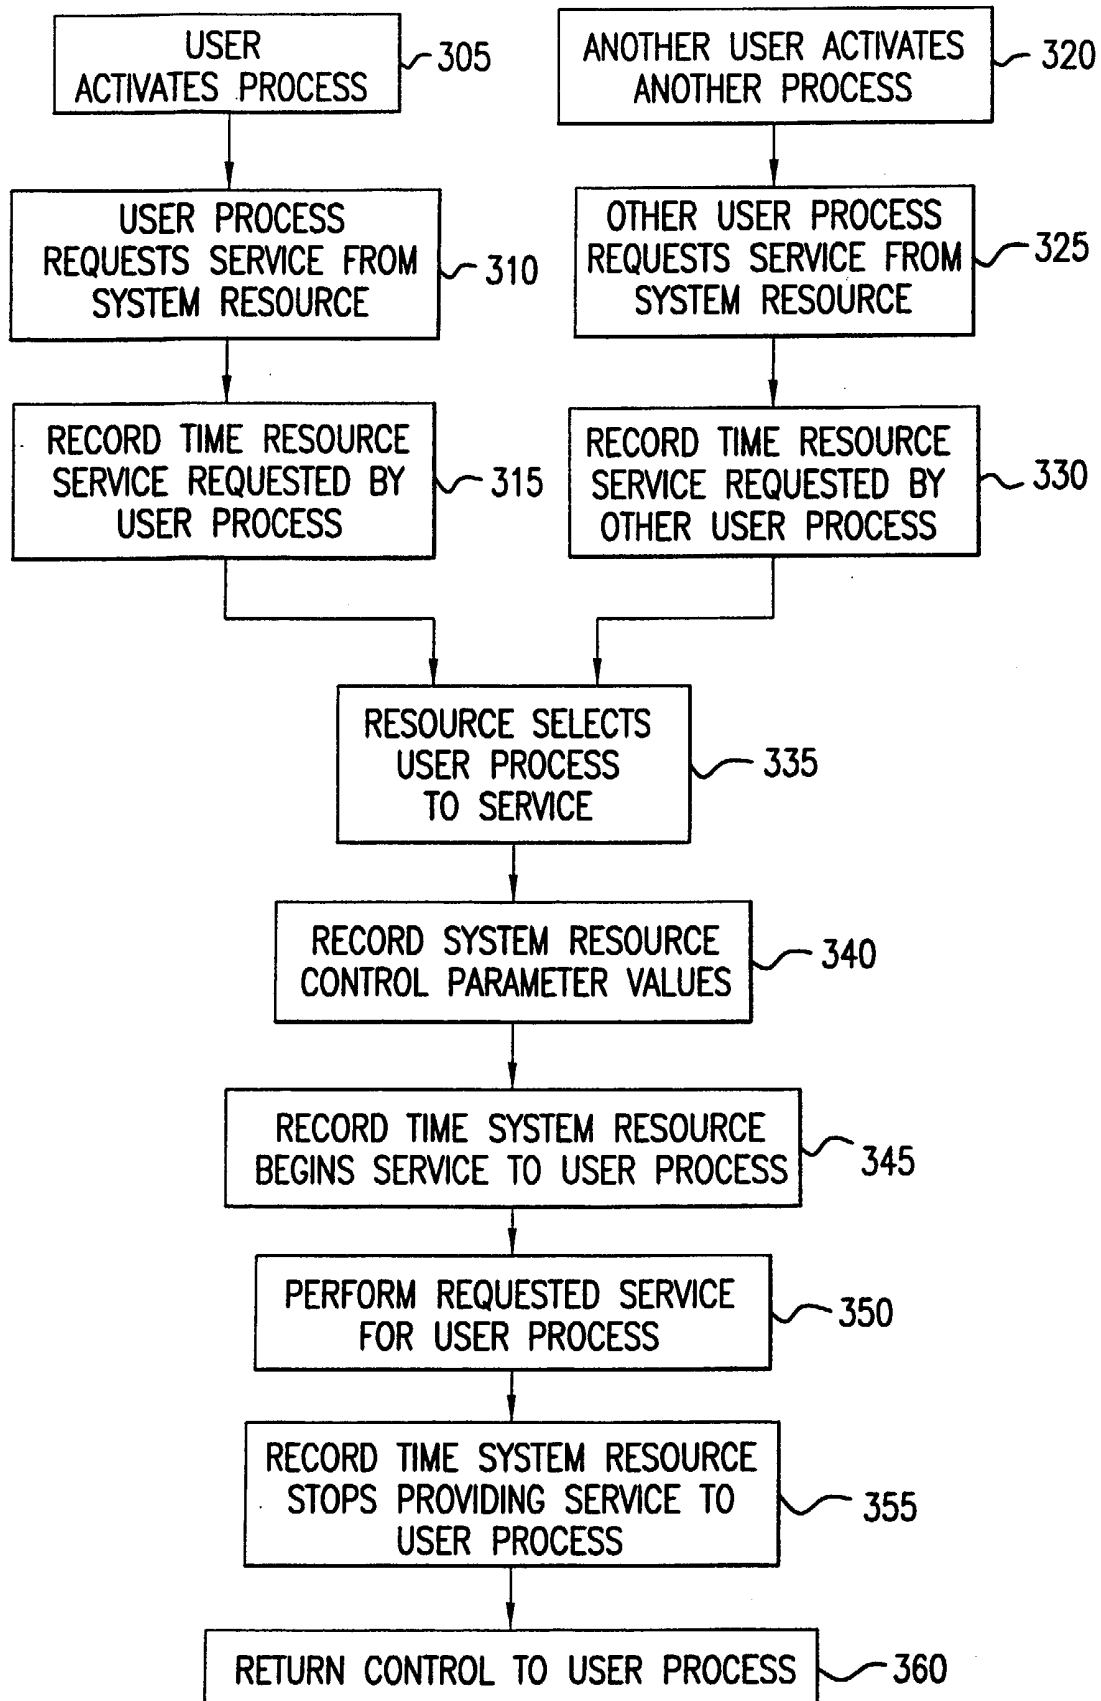 USER
ACTIVATES PROCESS
305
ANOTHER USER ACTIVATES
ANOTHER PROCESS
320
USER PROCESS
REQUESTS SERVICE FROM
SYSTEM RESOURCE
310
OTHER USER PROCESS
REQUESTS SERVICE FROM
SYSTEM RESOURCE
325
RECORD TIME RESOURCE
SERVICE REQUESTED BY
USER PROCESS
315
RECORD TIME RESOURCE
SERVICE REQUESTED BY
OTHER USER PROCESS
330
RESOURCE SELECTS
USER PROCESS
TO SERVICE
335
RECORD SYSTEM RESOURCE
CONTROL PARAMETER VALUES
340
RECORD TIME SYSTEM RESOURCE
BEGINS SERVICE TO USER PROCESS
345
PERFORM REQUESTED SERVICE
FOR USER PROCESS
350
RECORD TIME SYSTEM RESOURCE
STOPS PROVIDING SERVICE TO
USER PROCESS
355
RETURN CONTROL TO USER PROCESS
360